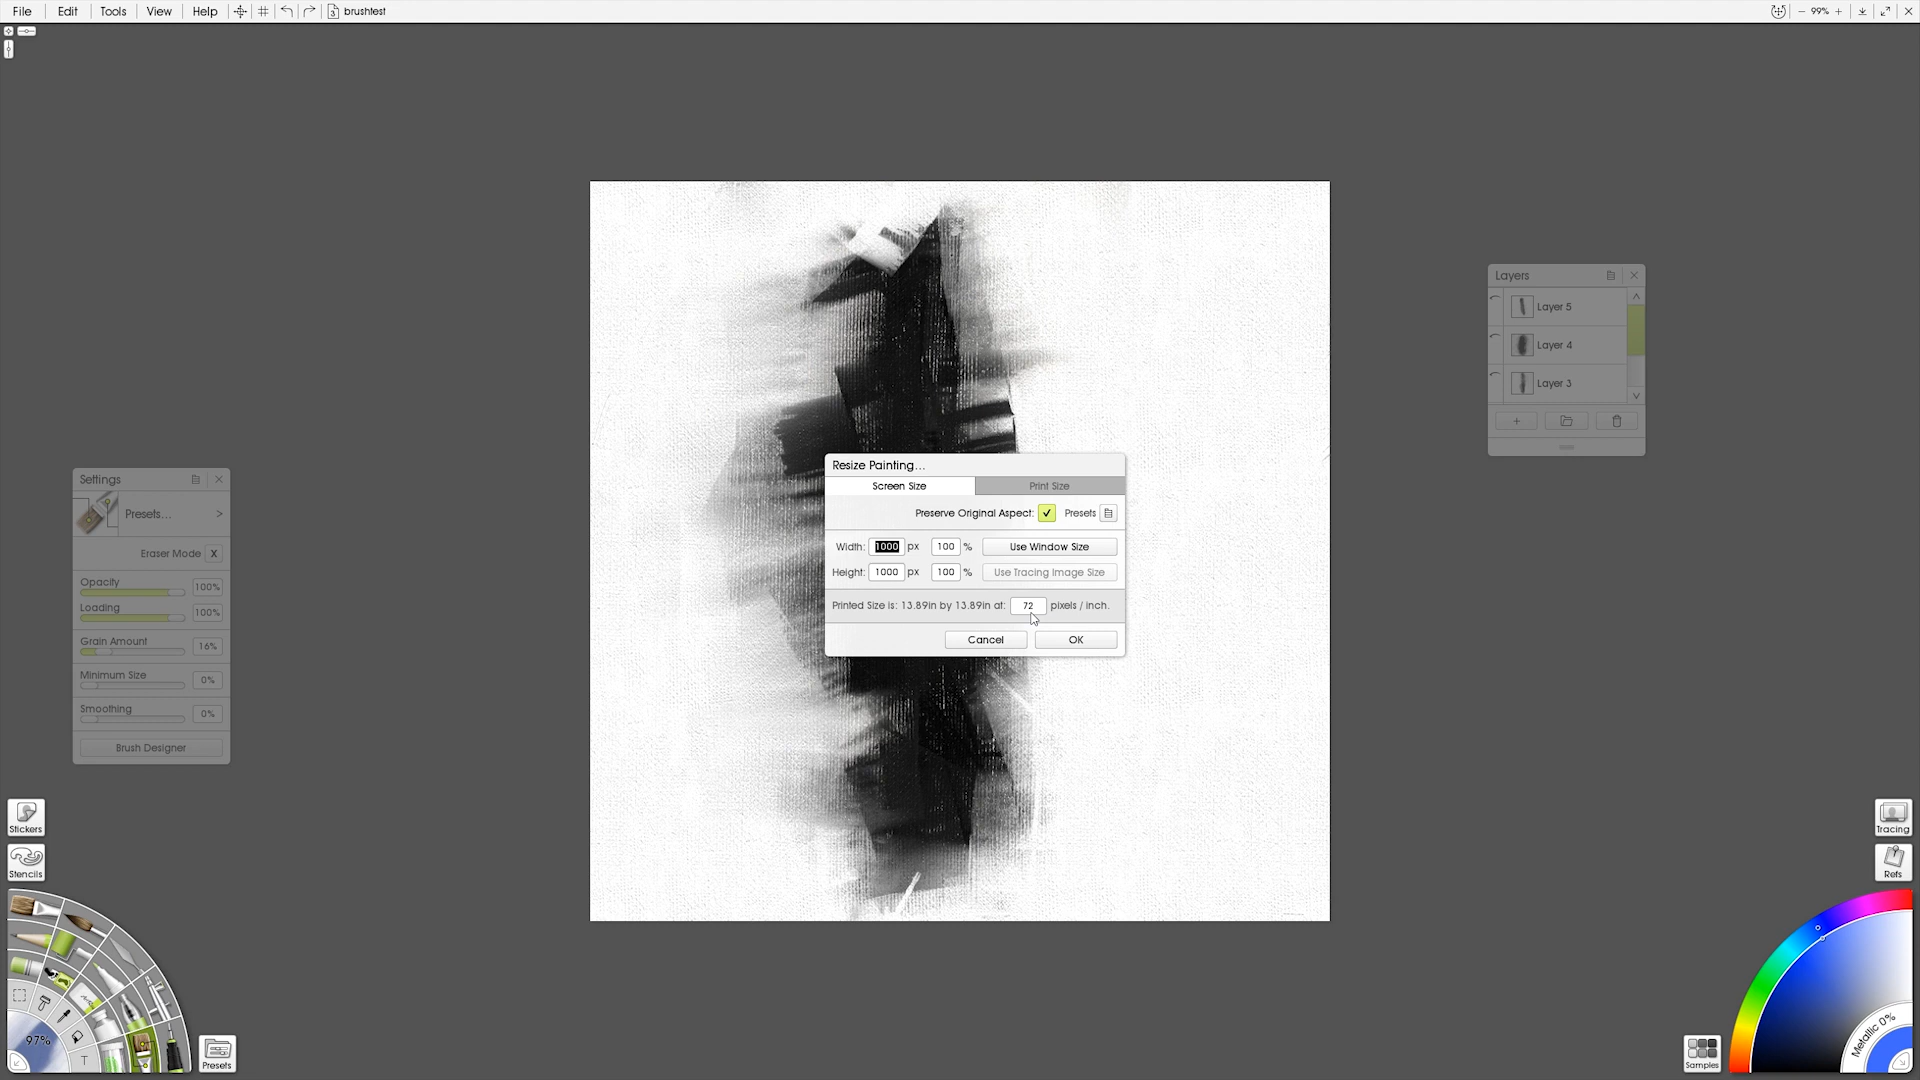 File Edit Tools View Help 3 brushtest 99%
Layers
Layer 5
Layer 4
Layer 3
Resize Painting...
Screen Size Print Size
Preserve Original Aspect: Presets
Width: 1000 px 100 % Use Window Size
Height: 1000 px 100 % Use Tracing Image Size
Printed Size is: 13.89in by 13.89in at: 72 pixels / inch.
Cancel OK
Settings
Presets... >
Eraser Mode X
Opacity 100%
Loading 100%
Grain Amount 16%
Minimum Size 0%
Smoothing 0%
Brush Designer
Stickers
Stencils
97%
T
Presets
Tracing
Refs
Metallic 0%
Samples